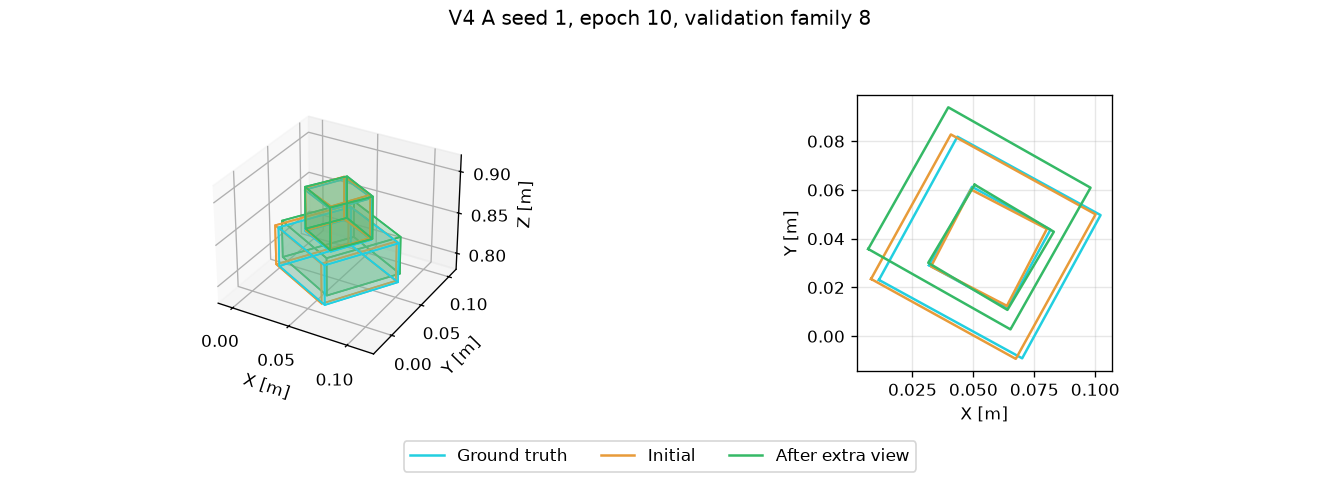 V4 A seed 1, epoch 10, validation family 8
0.90
0.85
0.80
Z [m]
0.00
0.05
0.10
X [m]
0.10
0.05
0.00
Y [m]
0.08
0.06
0.04
0.02
0.00
Y [m]
0.025 0.050 0.075 0.100
X [m]
Ground truth Initial After extra view